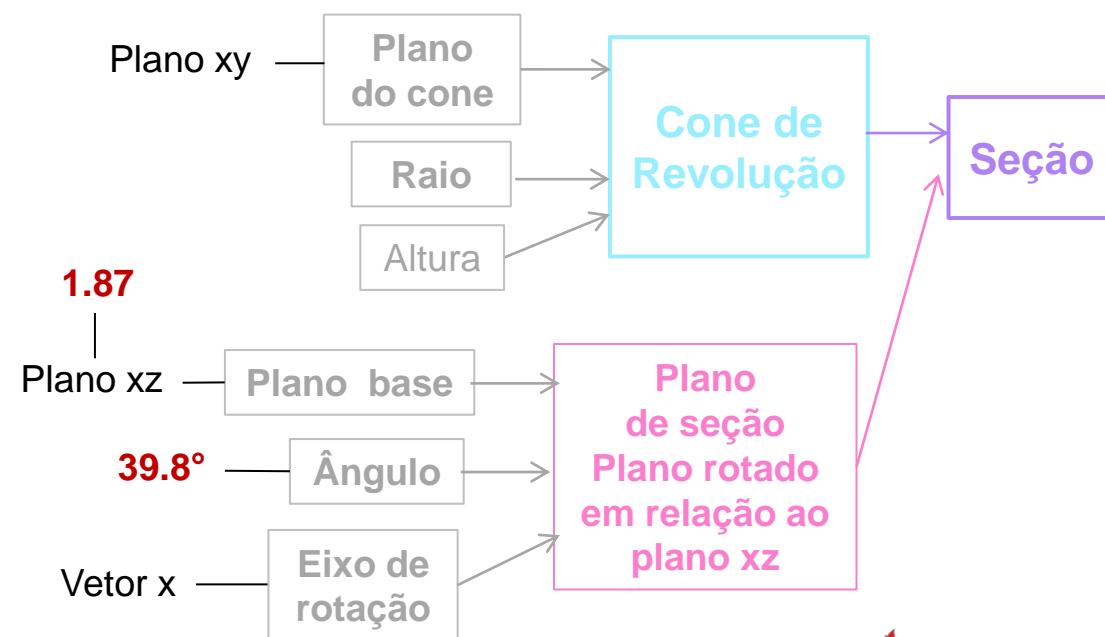 Plano xy
Plano
do cone
Raio
Altura
Cone de
Revolução
Seção
1.87
Plano xz
Plano base
39.8°
Ângulo
Vetor x
Eixo de
rotação
Plano
de seção
Plano rotado
em relação ao
plano xz